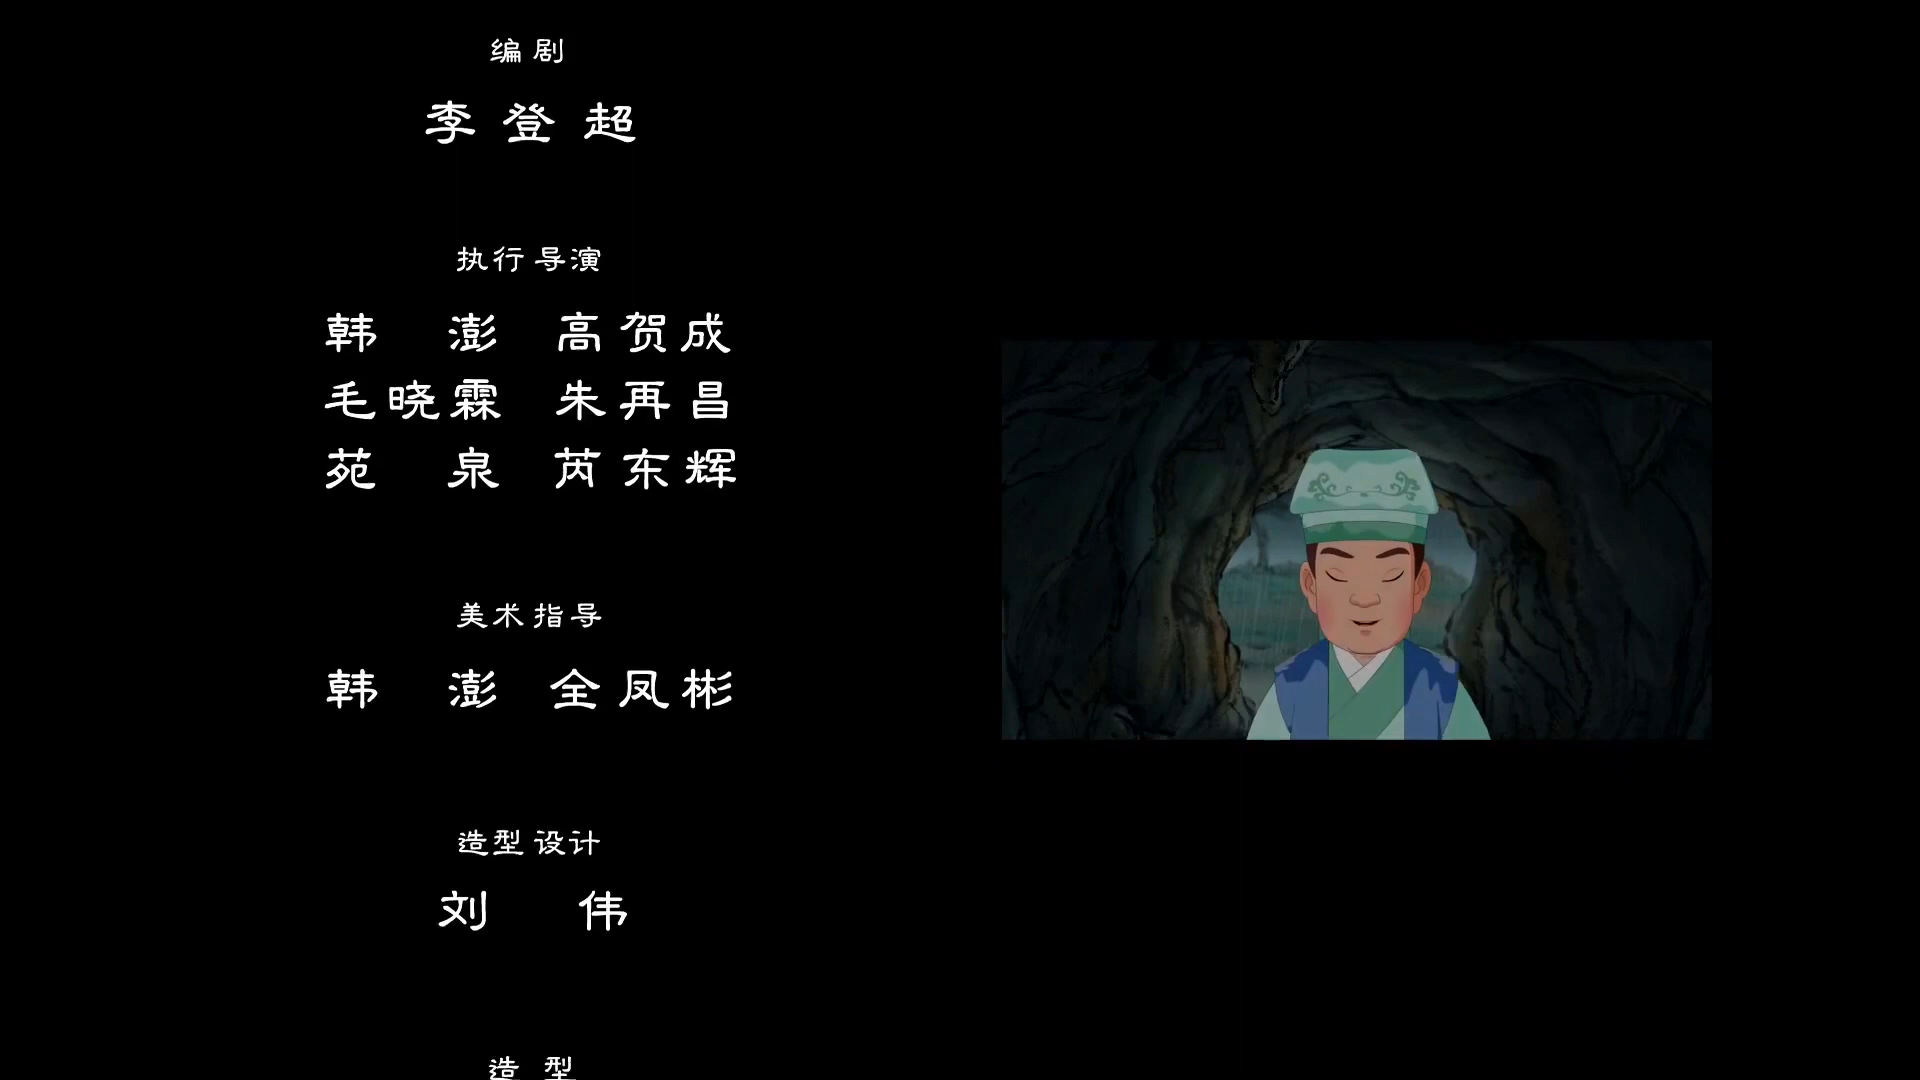 编剧
李登超
执行导演
韩澎 高贺成
毛晓霖 朱再昌
苑泉 芮东辉
美术指导
韩澎 全凤彬
造型设计
刘伟
造型